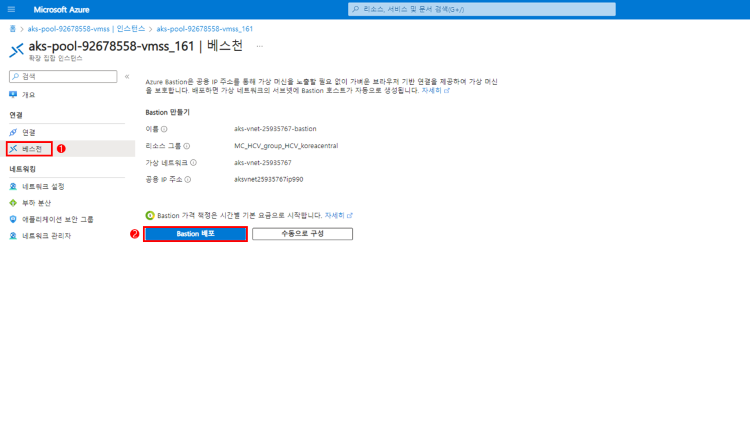 Microsoft Azure
리소스, 서비스 및 문서 검색(G+/)
홈 > aks-pool-92678558-vmss | 인스턴스 > aks-pool-92678558-vmss_161
aks-pool-92678558-vmss_161 | 베스천 ...
확장 집합 인스턴스
검색 «
개요
연결
연결
베스천 1
네트워킹
네트워크 설정
부하 분산
애플리케이션 보안 그룹
네트워크 관리자
Azure Bastion은 공용 IP 주소를 통해 가상 머신을 노출할 필요 없이 가벼운 브라우저 기반 연결을 제공하여 가상 머신
을 보호합니다. 배포하면 가상 네트워크의 서브넷에 Bastion 호스트가 자동으로 생성됩니다. 자세히
Bastion 만들기
이름 aks-vnet-25935767-bastion
리소스 그룹 MC_HCV_group_HCV_koreacentral
가상 네트워크 aks-vnet-25935767
공용 IP 주소 aksvnet25935767ip990
Bastion 가격 책정은 시간별 기본 요금으로 시작합니다. 자세히
2 Bastion 배포 수동으로 구성